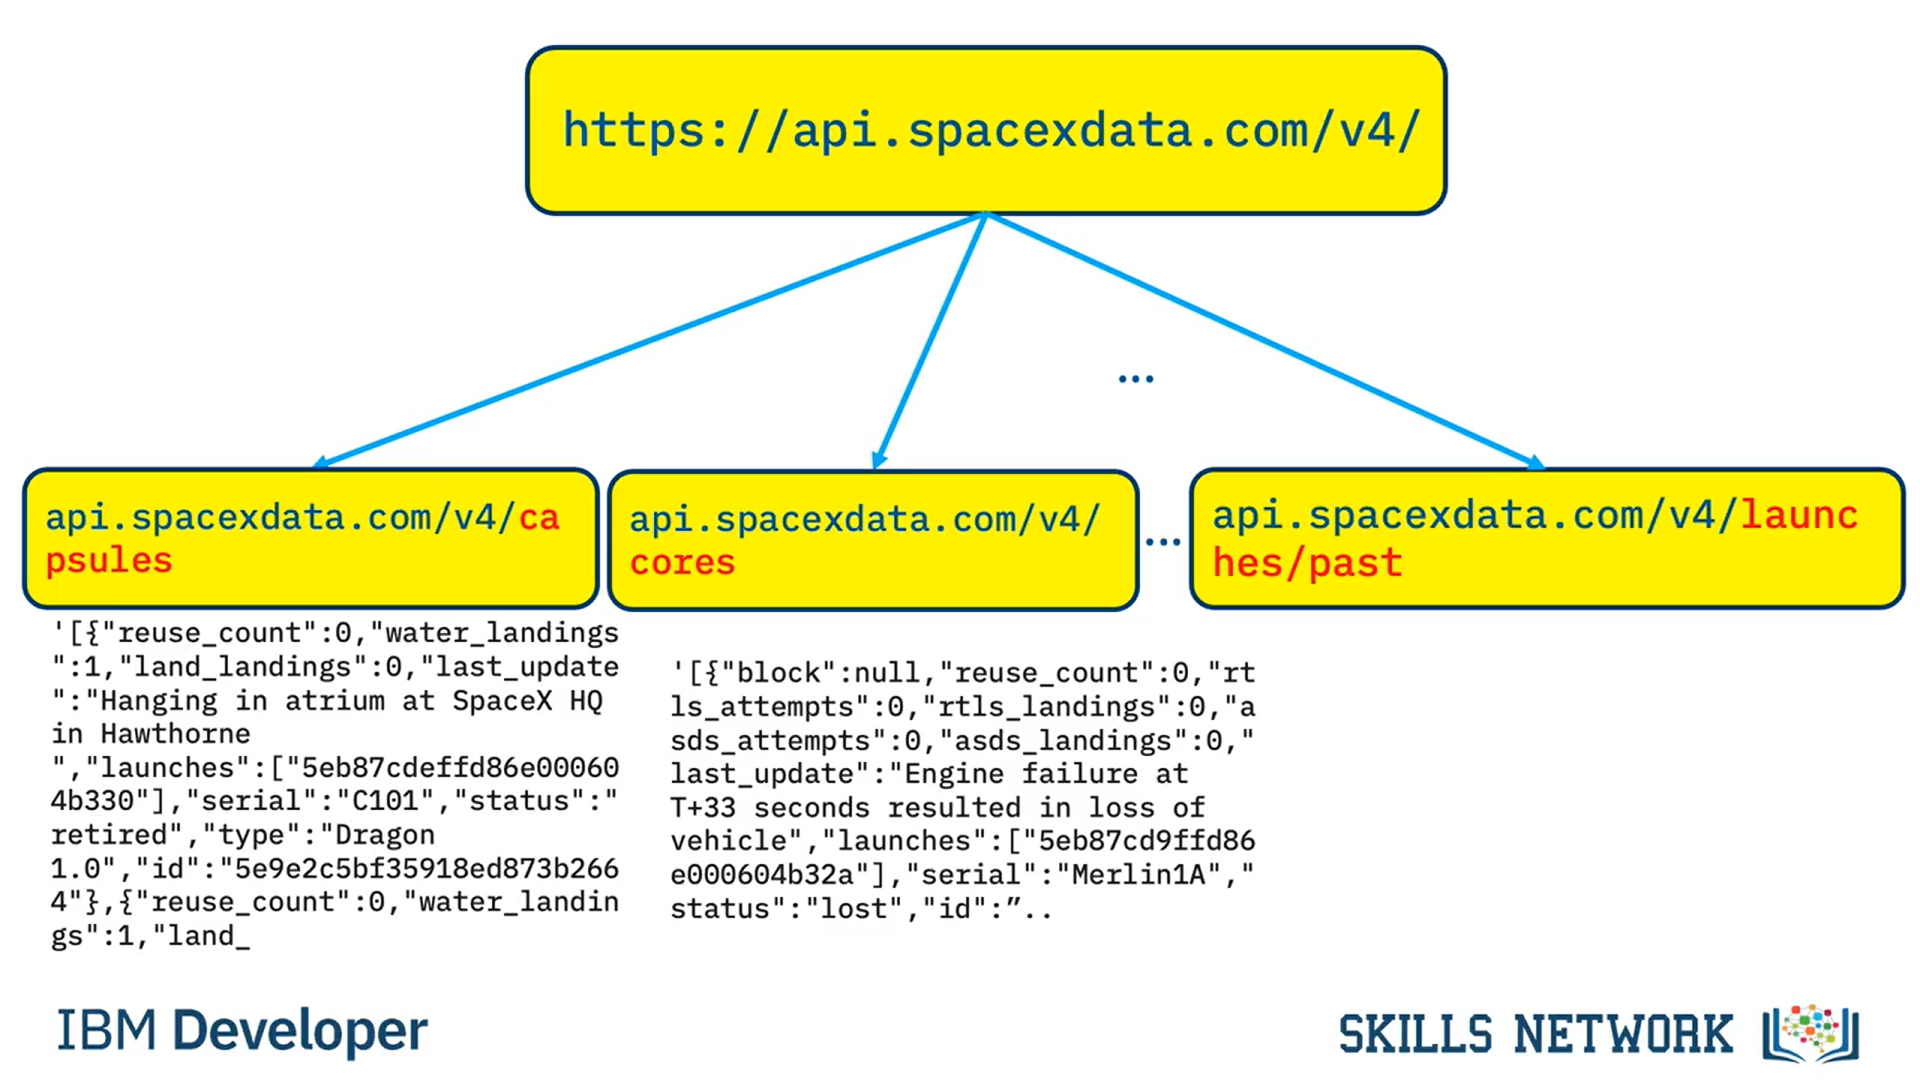 https://api.spacexdata.com/v4/
...
api.spacexdata.com/v4/ca
psules
api.spacexdata.com/v4/
cores
...
api.spacexdata.com/v4/launc
hes/past
'[{"reuse_count":0,"water_landings
":1,"land_landings":0,"last_update
":"Hanging in atrium at SpaceX HQ
in Hawthorne
","launches":["5eb87cdeffd86e00060
4b330"],"serial":"C101","status":"
retired","type":"Dragon
1.0","id":"5e9e2c5bf35918ed873b266
4"},{"reuse_count":0,"water_landin
gs":1,"land_
'[{"block":null,"reuse_count":0,"rt
ls_attempts":0,"rtls_landings":0,"a
sds_attempts":0,"asds_landings":0,"
last_update":"Engine failure at
T+33 seconds resulted in loss of
vehicle","launches":["5eb87cd9ffd86
e000604b32a"],"serial":"Merlin1A","
status":"lost","id":”..
IBM Developer
SKILLS NETWORK